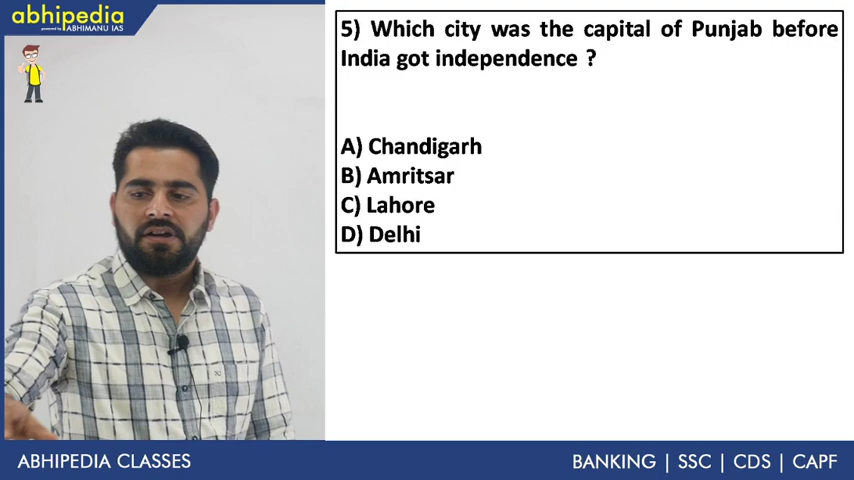 abhipedia
powered by ABHIMANU IAS
5) Which city was the capital of Punjab before
India got independence ?
A) Chandigarh
B) Amritsar
C) Lahore
D) Delhi
ABHIPEDIA CLASSES
BANKING | SSC | CDS | CAPF